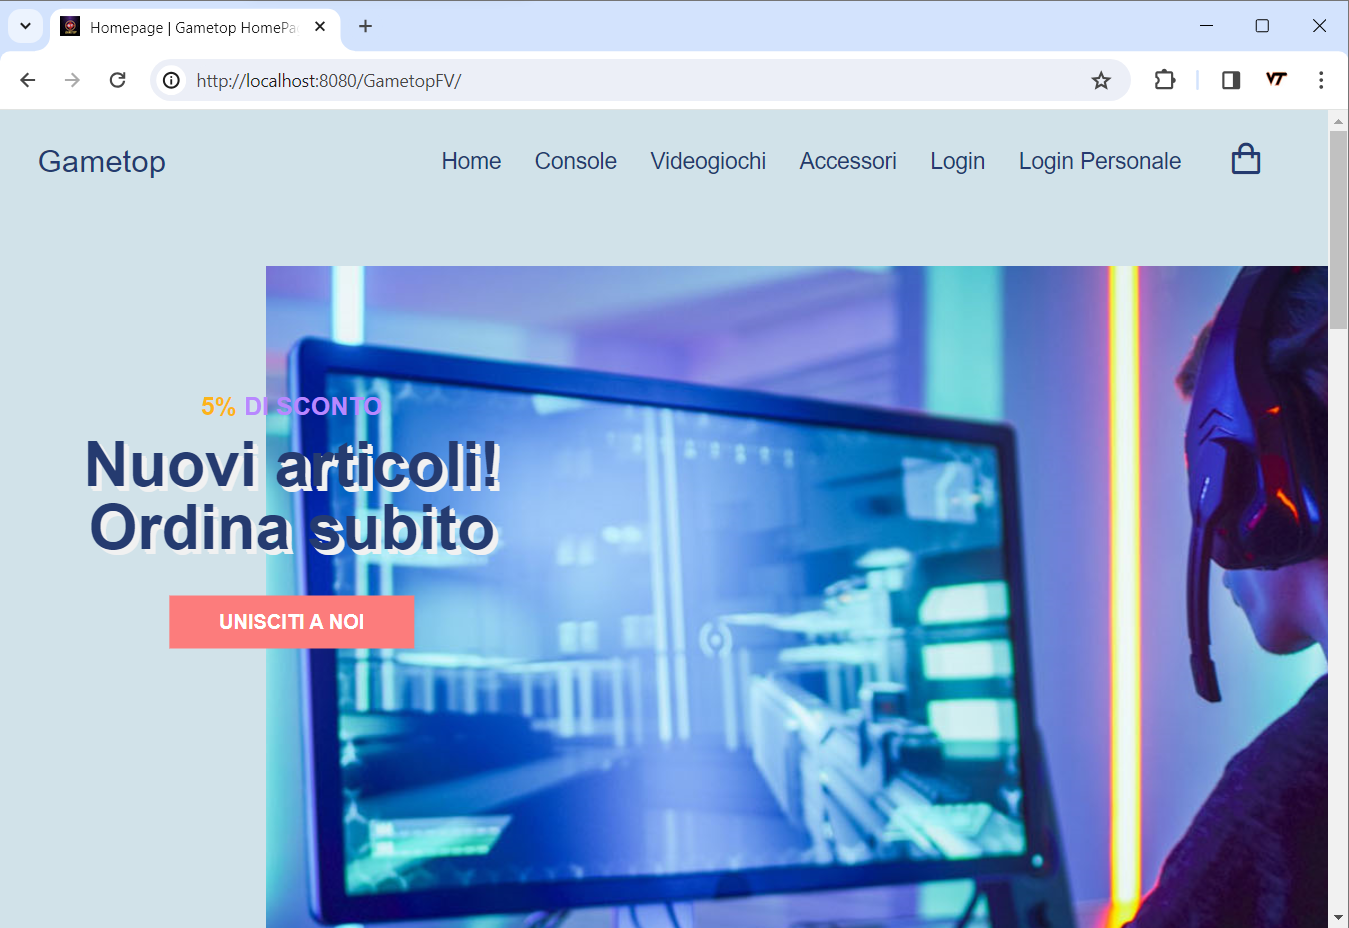 Homepage | Gametop HomePa
http://localhost:8080/GametopFV/
Gametop
Home Console Videogiochi Accessori Login Login Personale
5% DI SCONTO
Nuovi articoli!
Ordina subito
UNISCITI A NOI